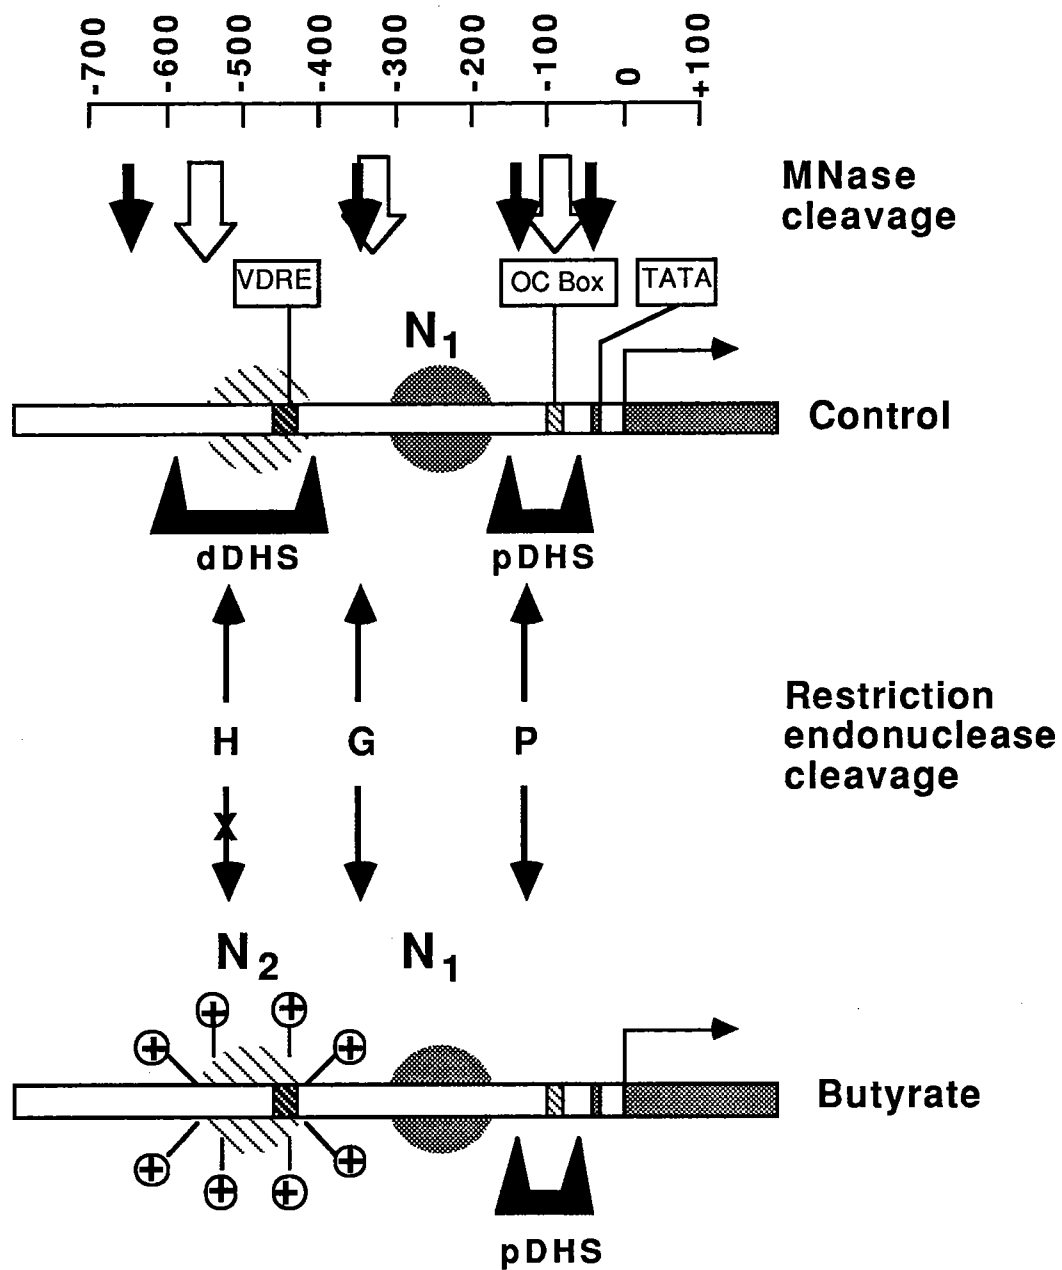 -700 -600 -500 -400 -300 -200 -100 0 +100
MNase
cleavage
VDRE OC Box TATA
N1
Control
dDHS pDHS
Restriction
endonuclease
cleavage
H G P
X
N2 N1
+ +
+ +
Butyrate
+ +
+ +
pDHS